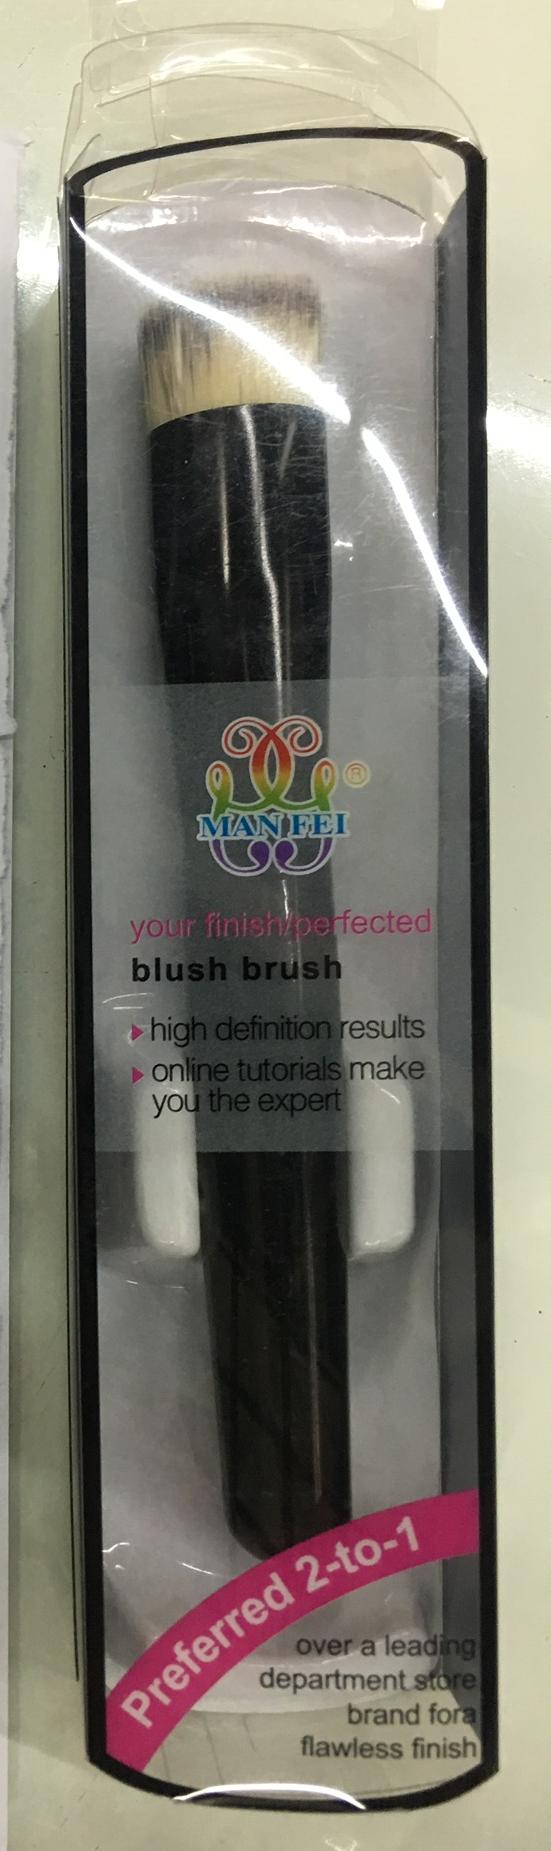 MAN FEI ®
your finish/perfected
blush brush
high definition results
online tutorials make
you the expert
Preferred 2-to-1
over a leading
department store
brand fora
flawless finish